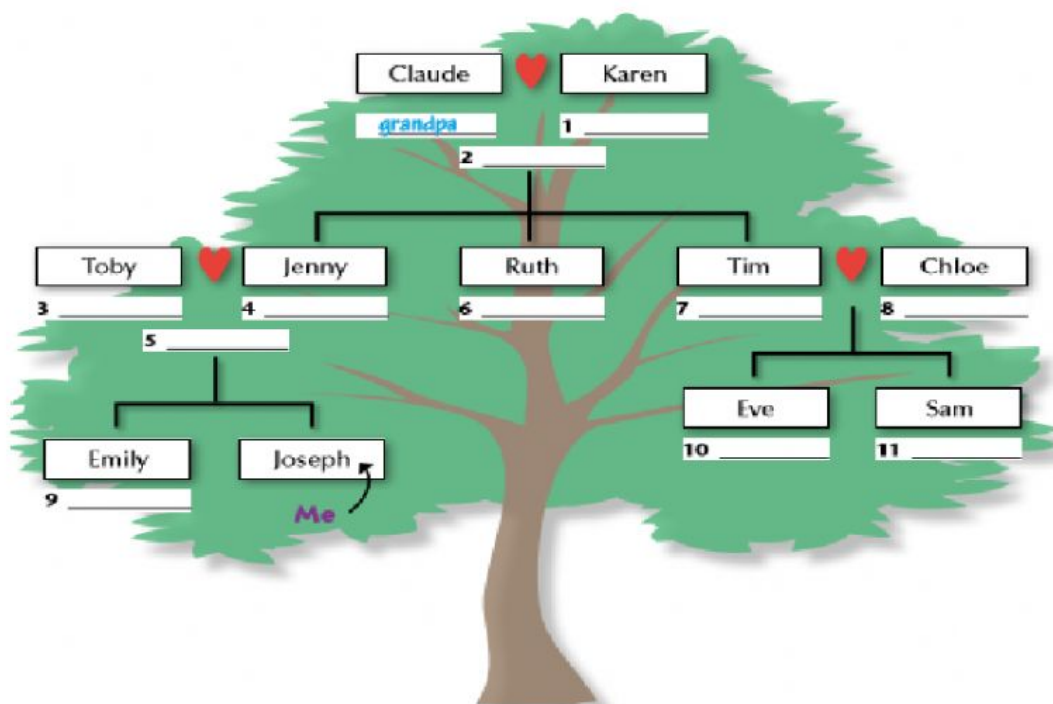 Claude Karen
grandpa 1
2
Toby Jenny Ruth Tim Chloe
3 4 6 7 8
5
Eve Sam
10 11
Emily Joseph
9
Me